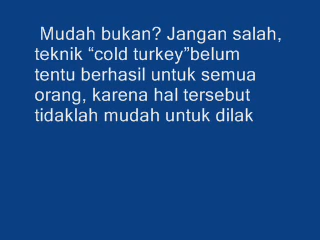 Mudah bukan? Jangan salah,
teknik “cold turkey”belum
tentu berhasil untuk semua
orang, karena hal tersebut
tidaklah mudah untuk dilak